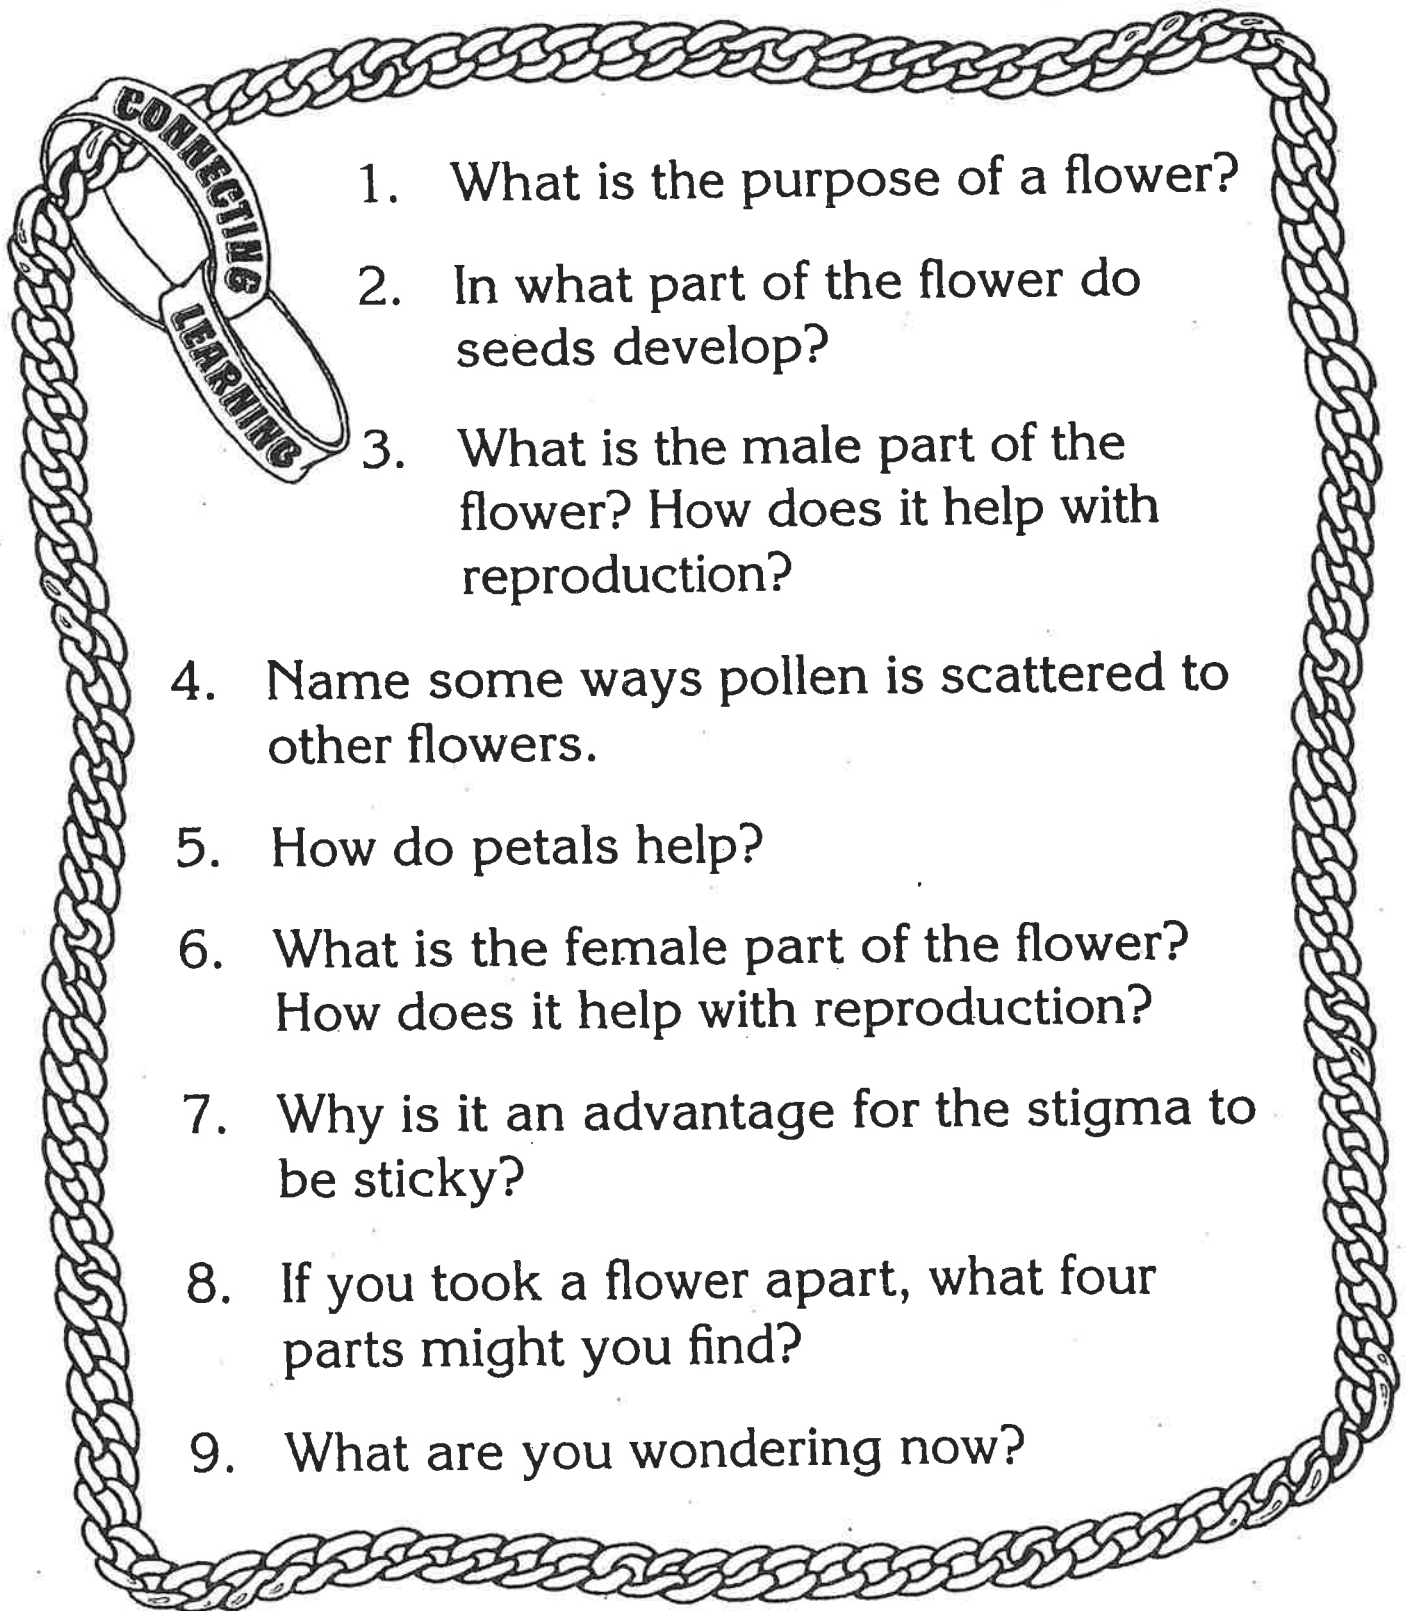 CONNECTING
LEARNING
1. What is the purpose of a flower?
2. In what part of the flower do
seeds develop?
3. What is the male part of the
flower? How does it help with
reproduction?
4. Name some ways pollen is scattered to
other flowers.
5. How do petals help?
6. What is the female part of the flower?
How does it help with reproduction?
7. Why is it an advantage for the stigma to
be sticky?
8. If you took a flower apart, what four
parts might you find?
9. What are you wondering now?